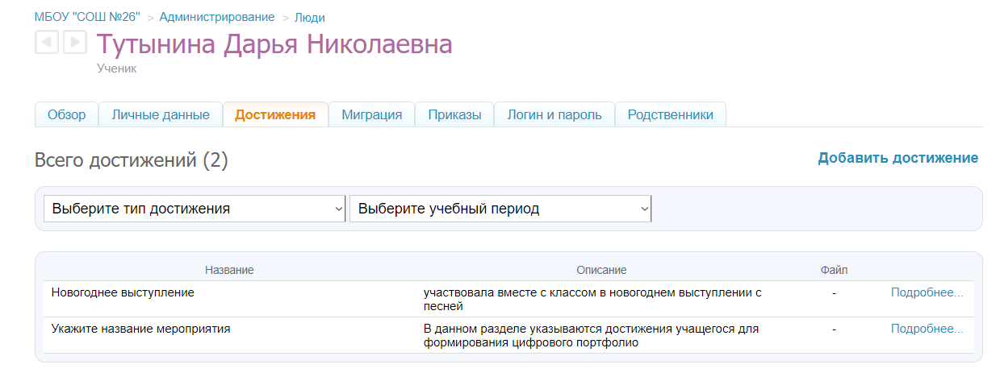 МБОУ "СОШ №26" > Администрирование > Люди
Тутынина Дарья Николаевна
Ученик
Обзор Личные данные Достижения Миграция Приказы Логин и пароль Родственники
Всего достижений (2) Добавить достижение
Выберите тип достижения Выберите учебный период
Название Описание Файл
Новогоднее выступление участвовала вместе с классом в новогоднем выступлении с - Подробнее...
песней
Укажите название мероприятия В данном разделе указываются достижения учащегося для - Подробнее...
формирования цифрового портфолио